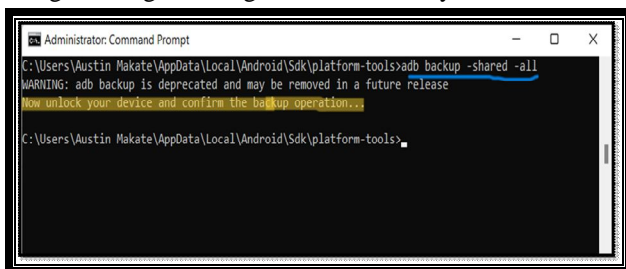 Administrator: Command Prompt
C:\Users\Austin Makate\AppData\Local\Android\Sdk\platform-tools>adb backup -shared -all
WARNING: adb backup is deprecated and may be removed in a future release
Now unlock your device and confirm the backup operation...
C:\Users\Austin Makate\AppData\Local\Android\Sdk\platform-tools>